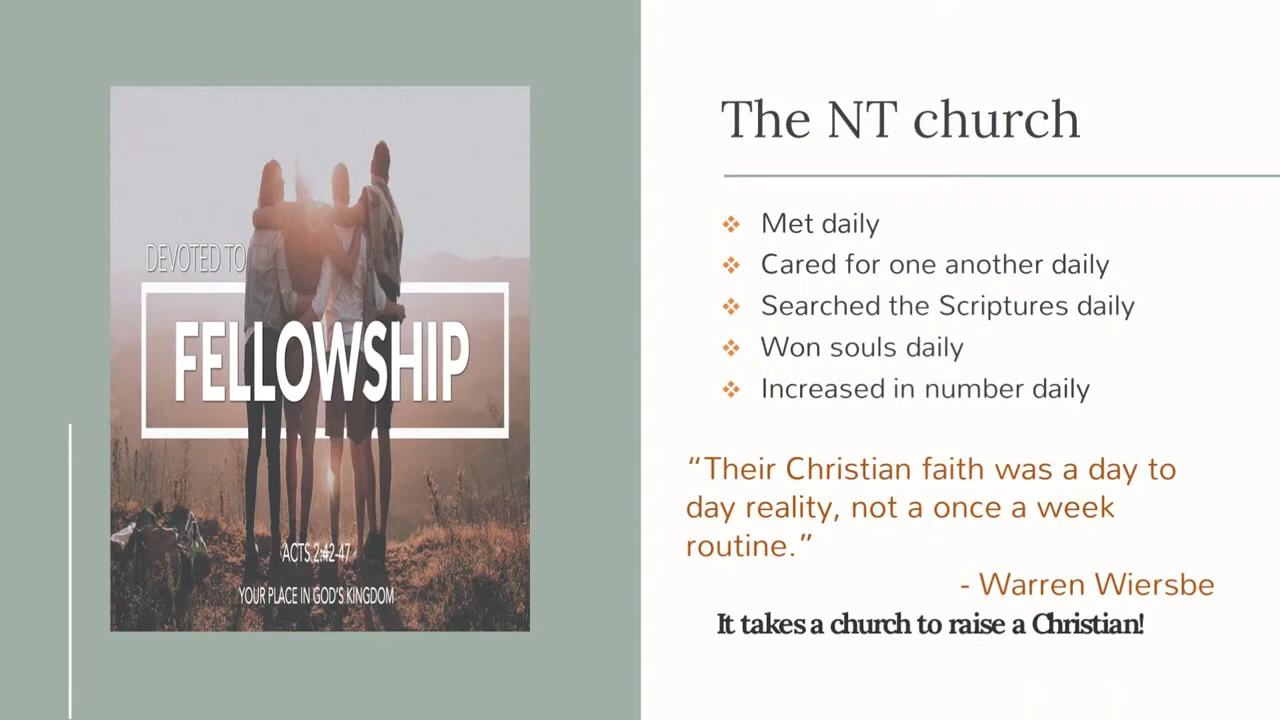 DEVOTED TO
FELLOWSHIP
ACTS 2:42-47
YOUR PLACE IN GOD'S KINGDOM
The NT church
Met daily
Cared for one another daily
Searched the Scriptures daily
Won souls daily
Increased in number daily
“Their Christian faith was a day to
day reality, not a once a week
routine.”
- Warren Wiersbe
It takes a church to raise a Christian!